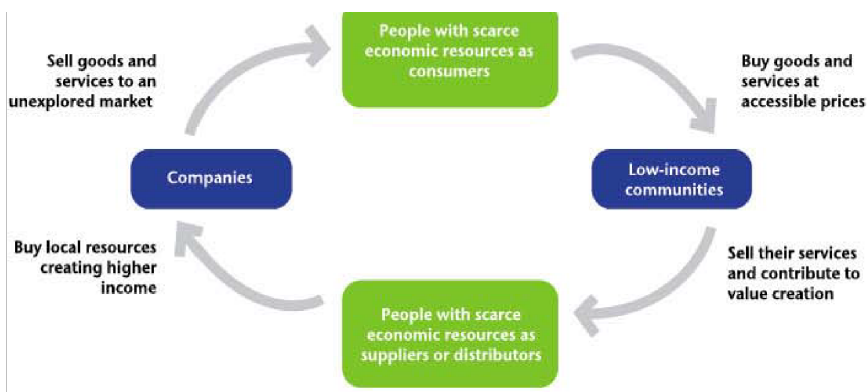 People with scarce
economic resources as
consumers
Sell goods and
services to an
unexplored market
Buy goods and
services at
accessible prices
Companies
Low-income
communities
Buy local resources
creating higher
income
Sell their services
and contribute to
value creation
People with scarce
economic resources as
suppliers or distributors